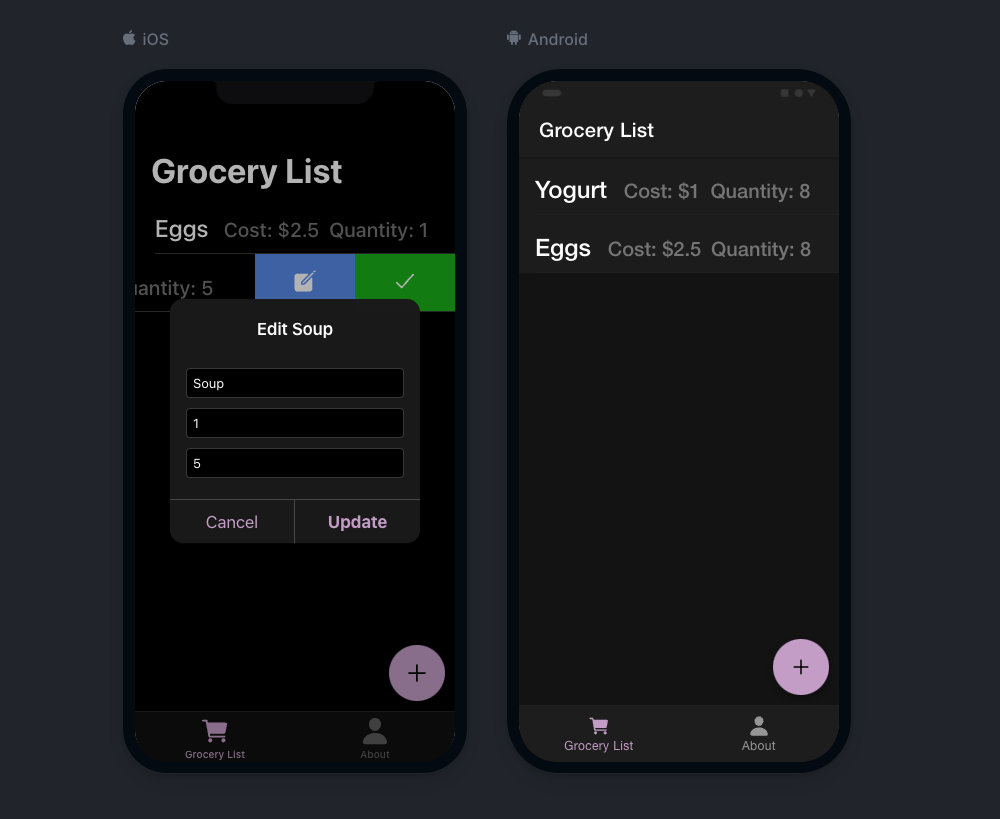 iOS
Grocery List
Eggs Cost: $2.5 Quantity: 1
antity: 5
Edit Soup
Soup
1
5
Cancel Update
Grocery List About
Android
Grocery List
Yogurt Cost: $1 Quantity: 8
Eggs Cost: $2.5 Quantity: 8
Grocery List About